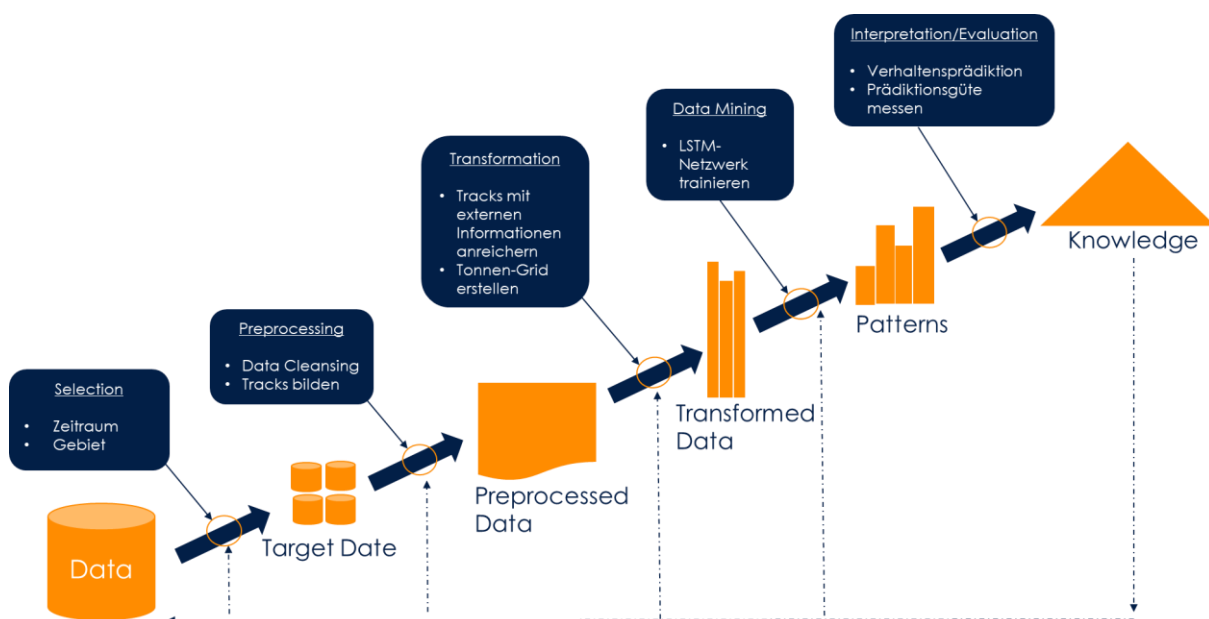 Interpretation/Evaluation
• Verhaltensprädiktion
• Prädiktionsgüte
messen
Data Mining
• LSTM-
Netzwerk
trainieren
Transformation
• Tracks mit
externen
Informationen
anreichern
• Tonnen-Grid
erstellen
Preprocessing
• Data Cleansing
• Tracks bilden
Selection
• Zeitraum
• Gebiet
Data
Target Date
Preprocessed
Data
Transformed
Data
Patterns
Knowledge